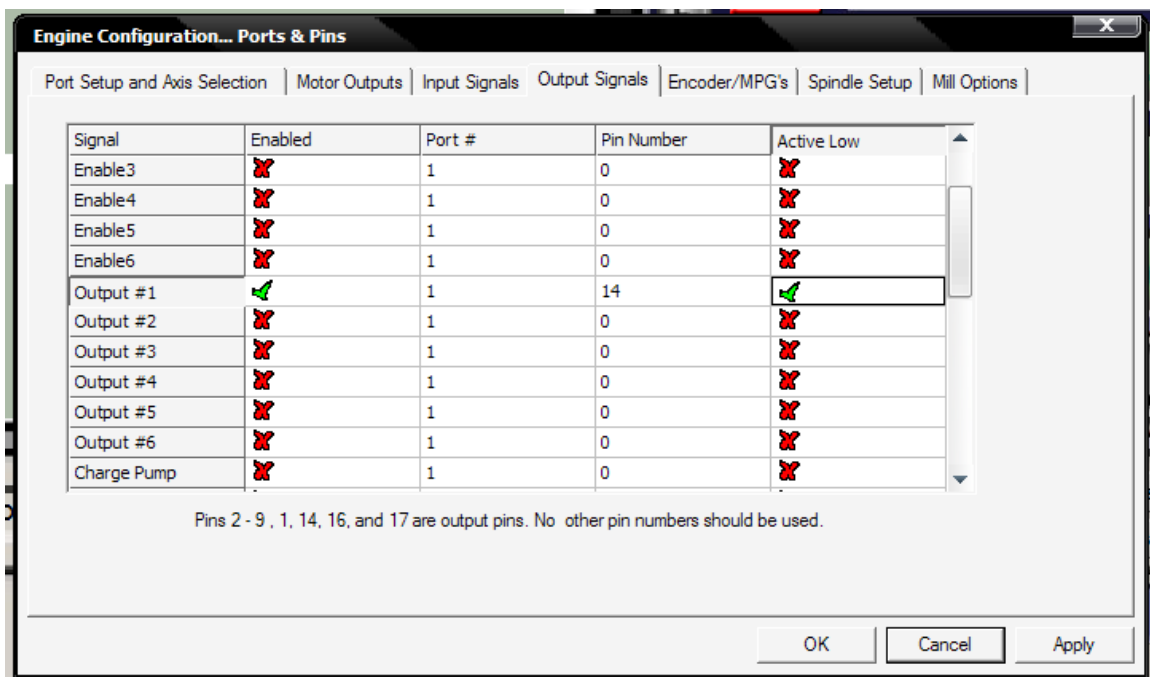 Engine Configuration... Ports & Pins
X
Port Setup and Axis Selection Motor Outputs Input Signals Output Signals Encoder/MPG's Spindle Setup Mill Options
Signal Enabled Port # Pin Number Active Low
Enable3 1 0
Enable4 1 0
Enable5 1 0
Enable6 1 0
Output #1 1 14
Output #2 1 0
Output #3 1 0
Output #4 1 0
Output #5 1 0
Output #6 1 0
Charge Pump 1 0
Pins 2 - 9 , 1, 14, 16, and 17 are output pins. No other pin numbers should be used.
OK Cancel Apply